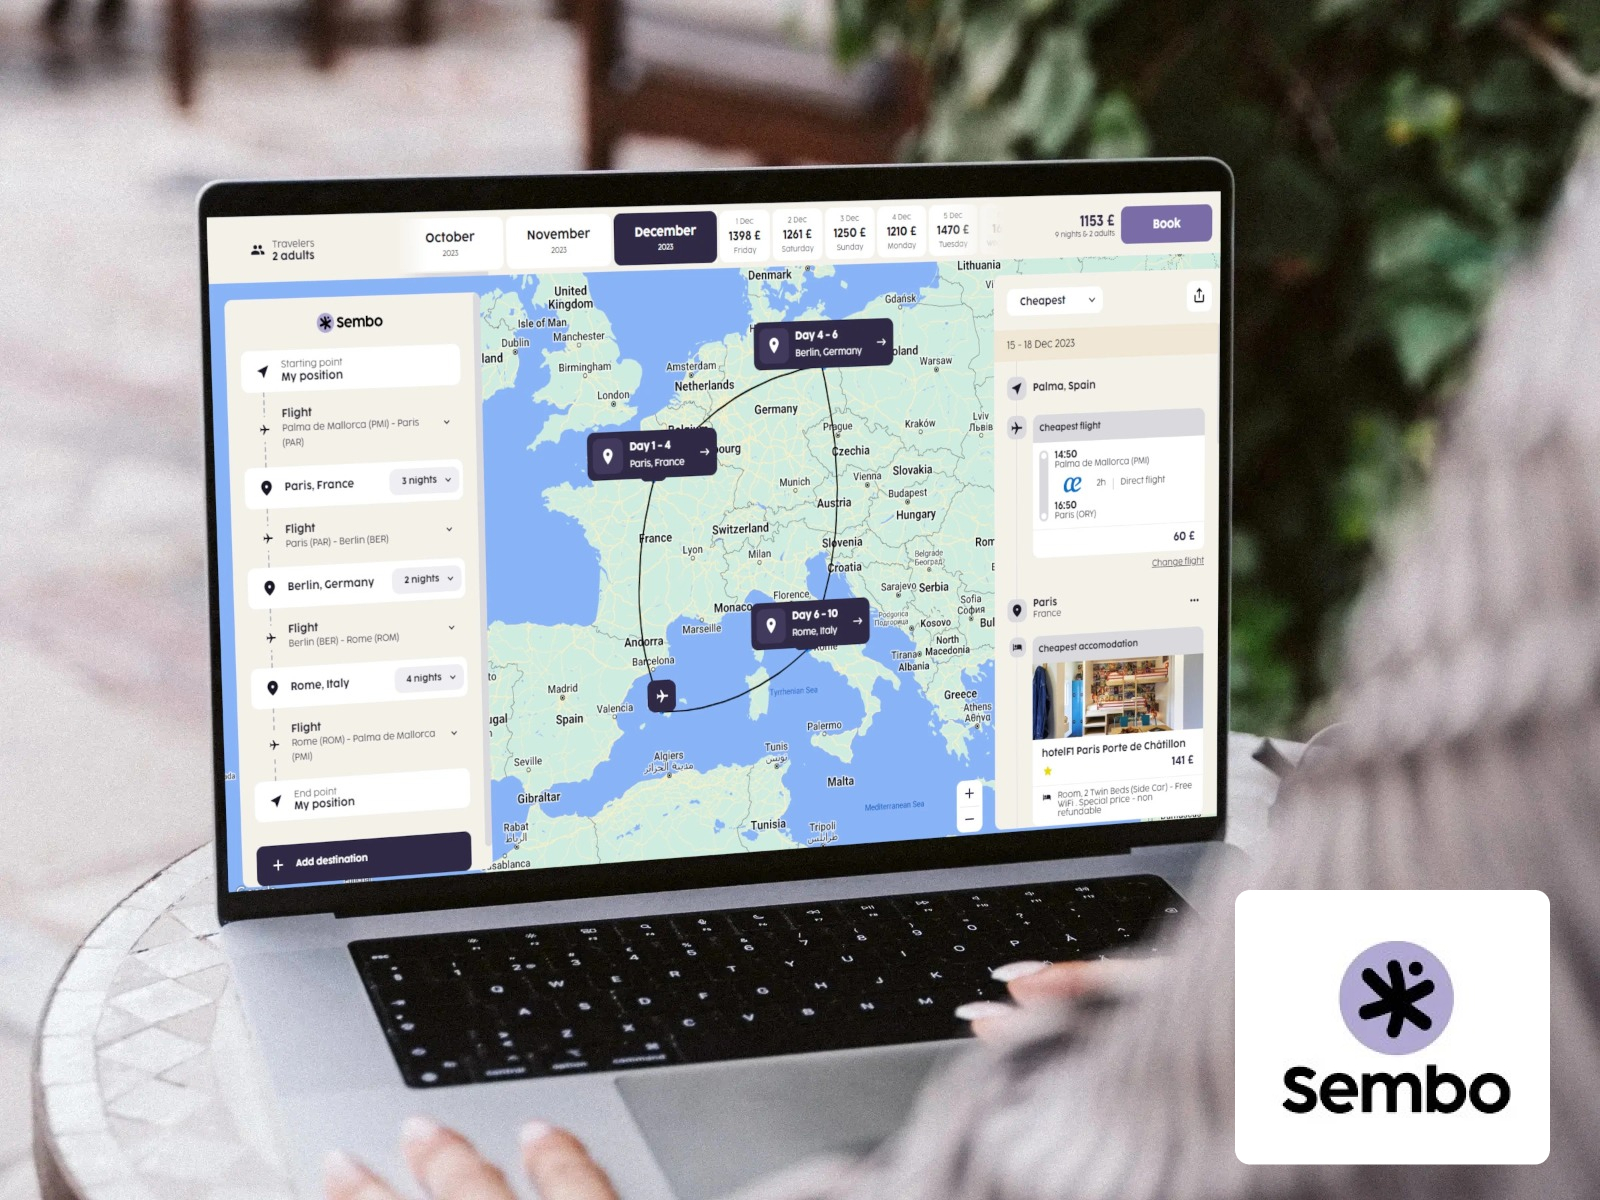 Travelers
2 adults
October
2023
November
2023
December
2023
1 Dec
1398 £
Friday
2 Dec
1261 £
Saturday
3 Dec
1250 £
Sunday
4 Dec
1210 £
Monday
5 Dec
1470 £
Tuesday
1153 £
9 nights & 2 adults
Book
Sembo
Starting point
My position
Flight
Palma de Mallorca (PMI) - Paris
(PAR)
Paris, France
3 nights
Flight
Paris (PAR) - Berlin (BER)
Berlin, Germany
2 nights
Flight
Berlin (BER) - Rome (ROM)
Rome, Italy
4 nights
Flight
Rome (ROM) - Palma de Mallorca
(PMI)
End point
My position
+ Add destination
Denmark
Lithuania
United
Kingdom
Isle of Man
Dublin
Manchester
Birmingham
London
Amsterdam
Netherlands
Gdańsk
Day 4 - 6
Berlin, Germany
Warsaw
Germany
Day 1 - 4
Paris, France
Prague
Kraków
Lviv
Львів
Czechia
Slovakia
Munich
Vienna
Budapest
Austria
Hungary
France
Switzerland
Lyon
Milan
Slovenia
Croatia
Belgrade
Београд
Sarajevo
Serbia
Florence
Monaco
Marseille
Andorra
Barcelona
Day 6 - 10
Rome, Italy
Rome
Podgorica
Подгорица
Sofia
София
Kosovo
North
Macedonia
Tirana
Albania
Madrid
Spain
Valencia
Tyrrhenian Sea
Greece
Athens
Αθήνα
Palermo
Seville
Algiers
مدينة الجزائر
Tunis
تونس
Gibraltar
Malta
Mediterranean Sea
Rabat
الرباط
Tunisia
Tripoli
طرابلس
+
−
Cheapest
15 - 18 Dec 2023
Palma, Spain
Cheapest flight
14:50
Palma de Mallorca (PMI)
2h
Direct flight
16:50
Paris (ORY)
60 £
Change flight
Paris
France
Cheapest accomodation
hotelF1 Paris Porte de Châtillon
141 £
Room, 2 Twin Beds (Side Car) - Free
WiFi . Special price - non
refundable
control
option
command
Sembo